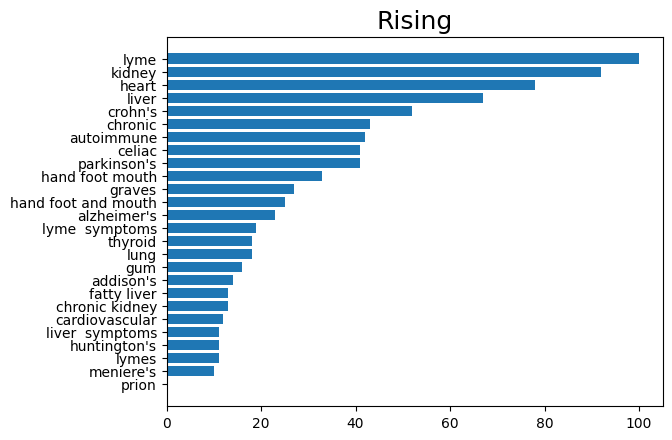 Rising
lyme
kidney
heart
liver
crohn's
chronic
autoimmune
celiac
parkinson's
hand foot mouth
graves
hand foot and mouth
alzheimer's
lyme  symptoms
thyroid
lung
gum
addison's
fatty liver
chronic kidney
cardiovascular
liver  symptoms
huntington's
lymes
meniere's
prion
0 20 40 60 80 100